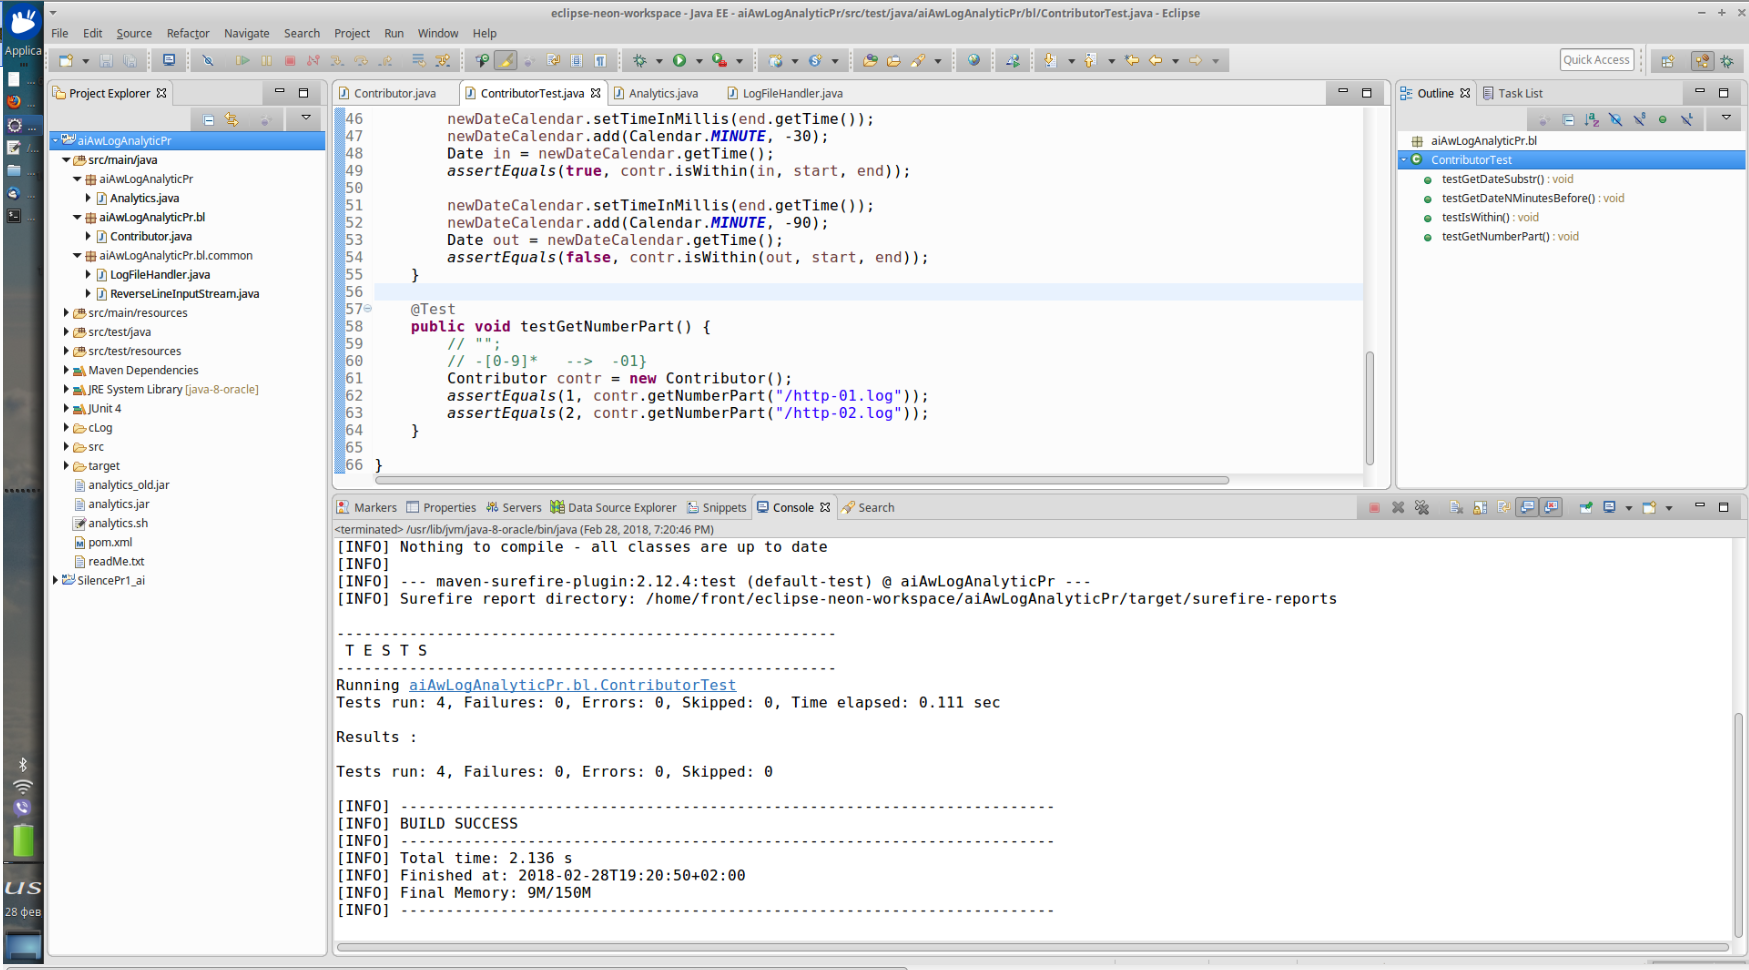 eclipse-neon-workspace - Java EE - aiAwLogAnalyticPr/src/test/java/aiAwLogAnalyticPr/bl/ContributorTest.java - Eclipse
File Edit Source Refactor Navigate Search Project Run Window Help
Applica
Quick Access
Project Explorer
aiAwLogAnalyticPr
src/main/java
aiAwLogAnalyticPr
Analytics.java
aiAwLogAnalyticPr.bl
Contributor.java
aiAwLogAnalyticPr.bl.common
LogFileHandler.java
ReverseLineInputStream.java
src/main/resources
src/test/java
src/test/resources
Maven Dependencies
JRE System Library [java-8-oracle]
JUnit 4
cLog
src
target
analytics_old.jar
analytics.jar
analytics.sh
pom.xml
readMe.txt
SilencePr1_ai
us
28 фев
Contributor.java ContributorTest.java Analytics.java LogFileHandler.java
46 newDateCalendar.setTimeInMillis(end.getTime());
47 newDateCalendar.add(Calendar.MINUTE, -30);
48 Date in = newDateCalendar.getTime();
49 assertEquals(true, contr.isWithin(in, start, end));
50
51 newDateCalendar.setTimeInMillis(end.getTime());
52 newDateCalendar.add(Calendar.MINUTE, -90);
53 Date out = newDateCalendar.getTime();
54 assertEquals(false, contr.isWithin(out, start, end));
55 }
56
57 @Test
58 public void testGetNumberPart() {
59 // "";
60 // -[0-9]* --> -01}
61 Contributor contr = new Contributor();
62 assertEquals(1, contr.getNumberPart("/http-01.log"));
63 assertEquals(2, contr.getNumberPart("/http-02.log"));
64 }
65
66 }
Outline Task List
aiAwLogAnalyticPr.bl
ContributorTest
testGetDateSubstr() : void
testGetDateNMinutesBefore() : void
testIsWithin() : void
testGetNumberPart() : void
Markers Properties Servers Data Source Explorer Snippets Console Search
<terminated> /usr/lib/jvm/java-8-oracle/bin/java (Feb 28, 2018, 7:20:46 PM)
[INFO] Nothing to compile - all classes are up to date
[INFO]
[INFO] --- maven-surefire-plugin:2.12.4:test (default-test) @ aiAwLogAnalyticPr ---
[INFO] Surefire report directory: /home/front/eclipse-neon-workspace/aiAwLogAnalyticPr/target/surefire-reports
-------------------------------------------------------
T E S T S
-------------------------------------------------------
Running aiAwLogAnalyticPr.bl.ContributorTest
Tests run: 4, Failures: 0, Errors: 0, Skipped: 0, Time elapsed: 0.111 sec
Results :
Tests run: 4, Failures: 0, Errors: 0, Skipped: 0
[INFO] ------------------------------------------------------------------------
[INFO] BUILD SUCCESS
[INFO] ------------------------------------------------------------------------
[INFO] Total time: 2.136 s
[INFO] Finished at: 2018-02-28T19:20:50+02:00
[INFO] Final Memory: 9M/150M
[INFO] ------------------------------------------------------------------------